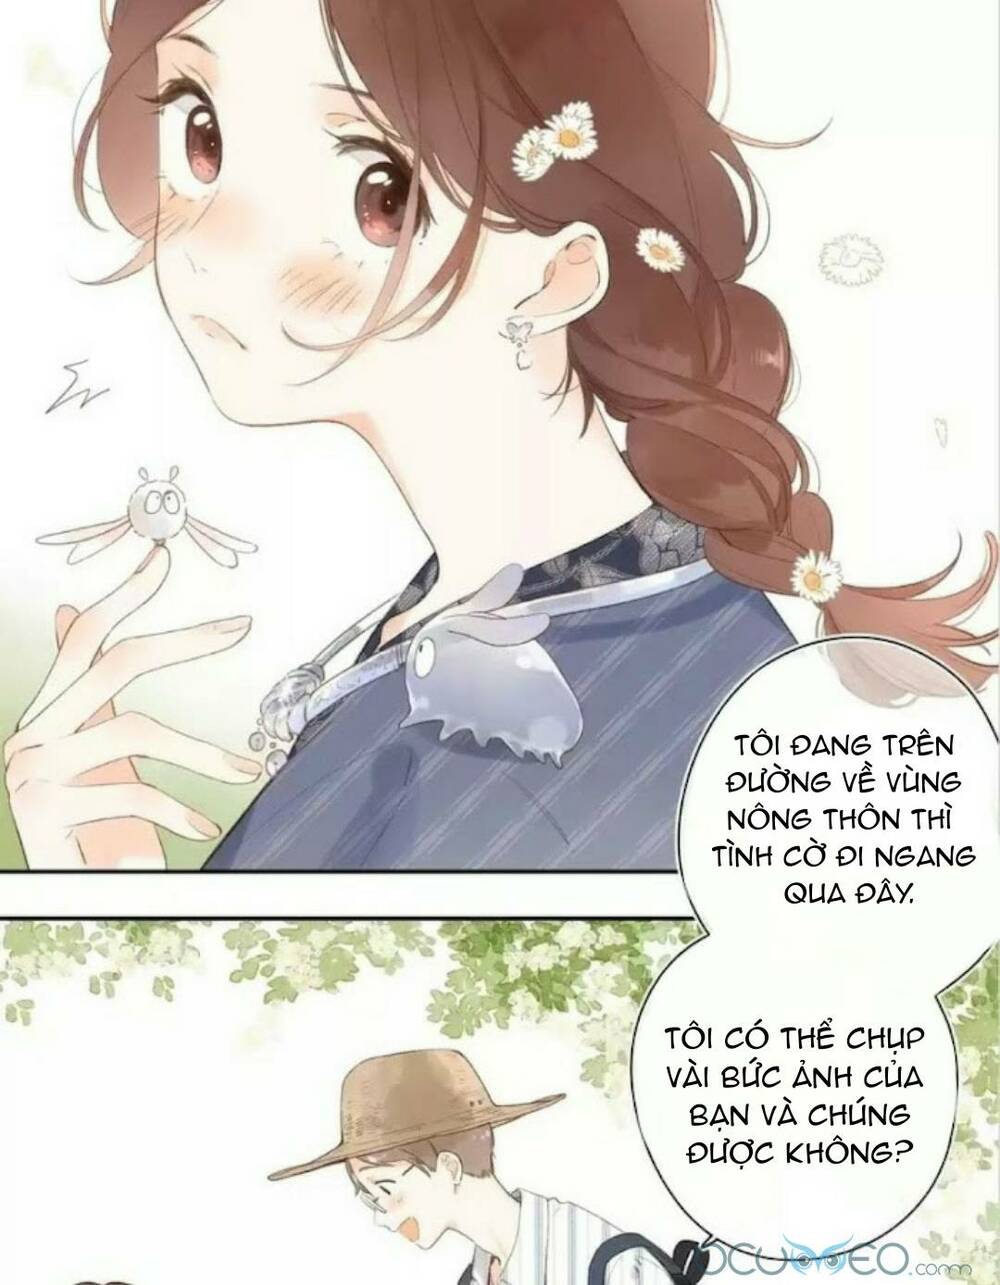 TÔI ĐANG TRÊN
ĐƯỜNG VỀ VÙNG
NÔNG THÔN THÌ
TÌNH CỜ ĐI NGANG
QUA ĐÂY.
TÔI CÓ THỂ CHỤP
VÀI BỨC ẢNH CỦA
BẠN VÀ CHÚNG
ĐƯỢC KHÔNG?